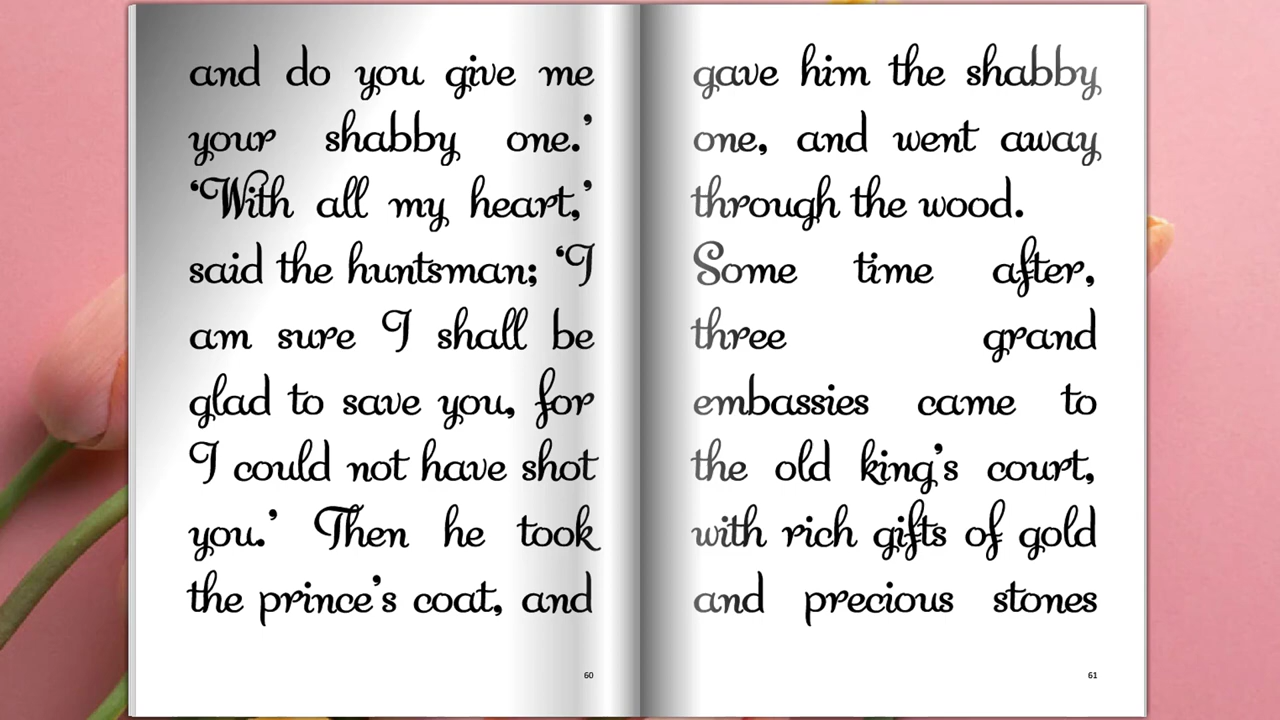 and do you give me
your shabby one.’
‘With all my heart,’
said the huntsman; ‘I
am sure I shall be
glad to save you, for
I could not have shot
you.’ Then he took
the prince’s coat, and
60
gave him the shabby
one, and went away
through the wood.
Some time after,
three grand
embassies came to
the old king’s court,
with rich gifts of gold
and precious stones
61